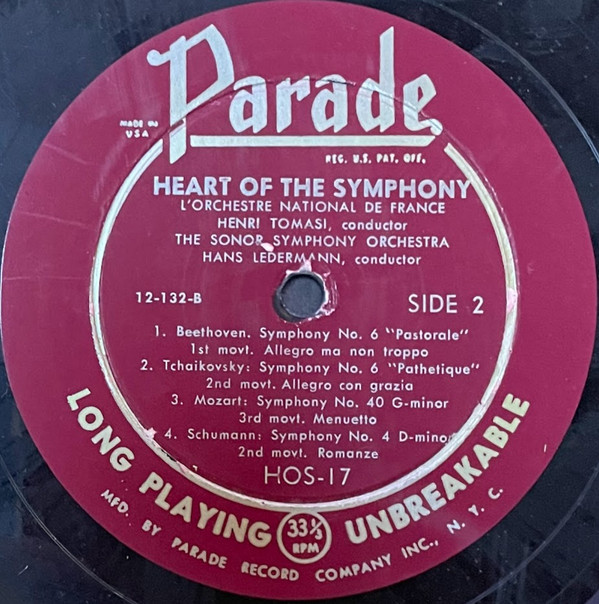 Parade
MADE IN
USA
REG. U.S. PAT. OFF.
HEART OF THE SYMPHONY
L'ORCHESTRE NATIONAL DE FRANCE
HENRI TOMASI, conductor
THE SONOR SYMPHONY ORCHESTRA
HANS LEDERMANN, conductor
12-132-B
SIDE 2
1. Beethoven. Symphony No. 6 "Pastorale"
1st movt. Allegro ma non troppo
2. Tchaikovsky: Symphony No. 6 "Pathetique"
2nd movt. Allegro con grazia
3. Mozart: Symphony No. 40 G-minor
3rd movt. Menuetto
4. Schumann: Symphony No. 4 D-minor
2nd movt. Romanze
HOS-17
LONG PLAYING 33⅓ RPM UNBREAKABLE
MFD. BY PARADE RECORD COMPANY INC., N. Y. C.